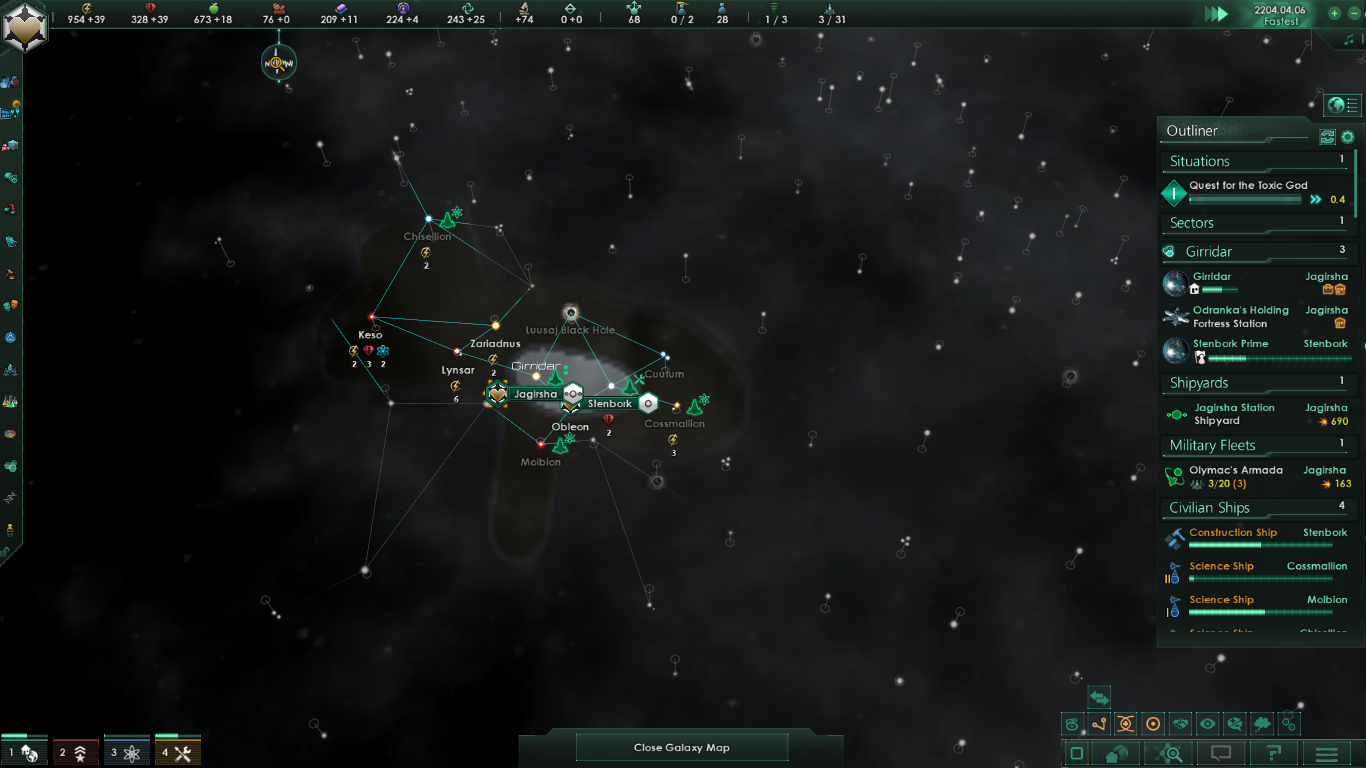 954 +39 328 +39 673 +18 76 +0 209 +11 224 +4 243 +25 +74 0 +0 68 0 / 2 28 1 / 3 3 / 31
2204.04.06
Fastest
Outliner
Situations 1
Quest for the Toxic God
0.4
Sectors 1
Girridar 3
Girridar Jagirsha
Odranka's Holding Jagirsha
Fortress Station
Stenbork Prime Stenbork
Shipyards 1
Jagirsha Station Jagirsha
Shipyard 690
Military Fleets 1
Olymac's Armada Jagirsha
3/20 (3) 163
Civilian Ships 4
Construction Ship Stenbork
Science Ship Cossmallion
Science Ship Molbion
Science Ship Chisellion
Chisellion
2
Luusaj Black Hole
Keso
2 3 2
Zariadnus
2
Lynsar
6
Girridar
Cuuturn
Jagirsha
Stenbork
Obleon
2
Cossmallion
3
Molbion
1 2 3 4
Close Galaxy Map